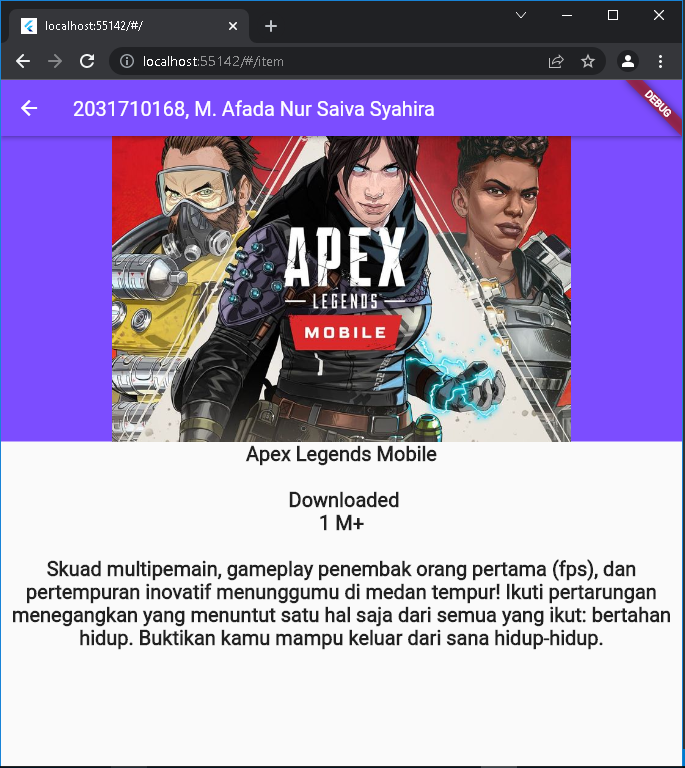 localhost:55142/#/
localhost:55142/#/item
2031710168, M. Afada Nur Saiva Syahira
DEBUG
APEX
LEGENDS
MOBILE
Apex Legends Mobile
Downloaded
1 M+
Skuad multipemain, gameplay penembak orang pertama (fps), dan
pertempuran inovatif menunggumu di medan tempur! Ikuti pertarungan
menegangkan yang menuntut satu hal saja dari semua yang ikut: bertahan
hidup. Buktikan kamu mampu keluar dari sana hidup-hidup.